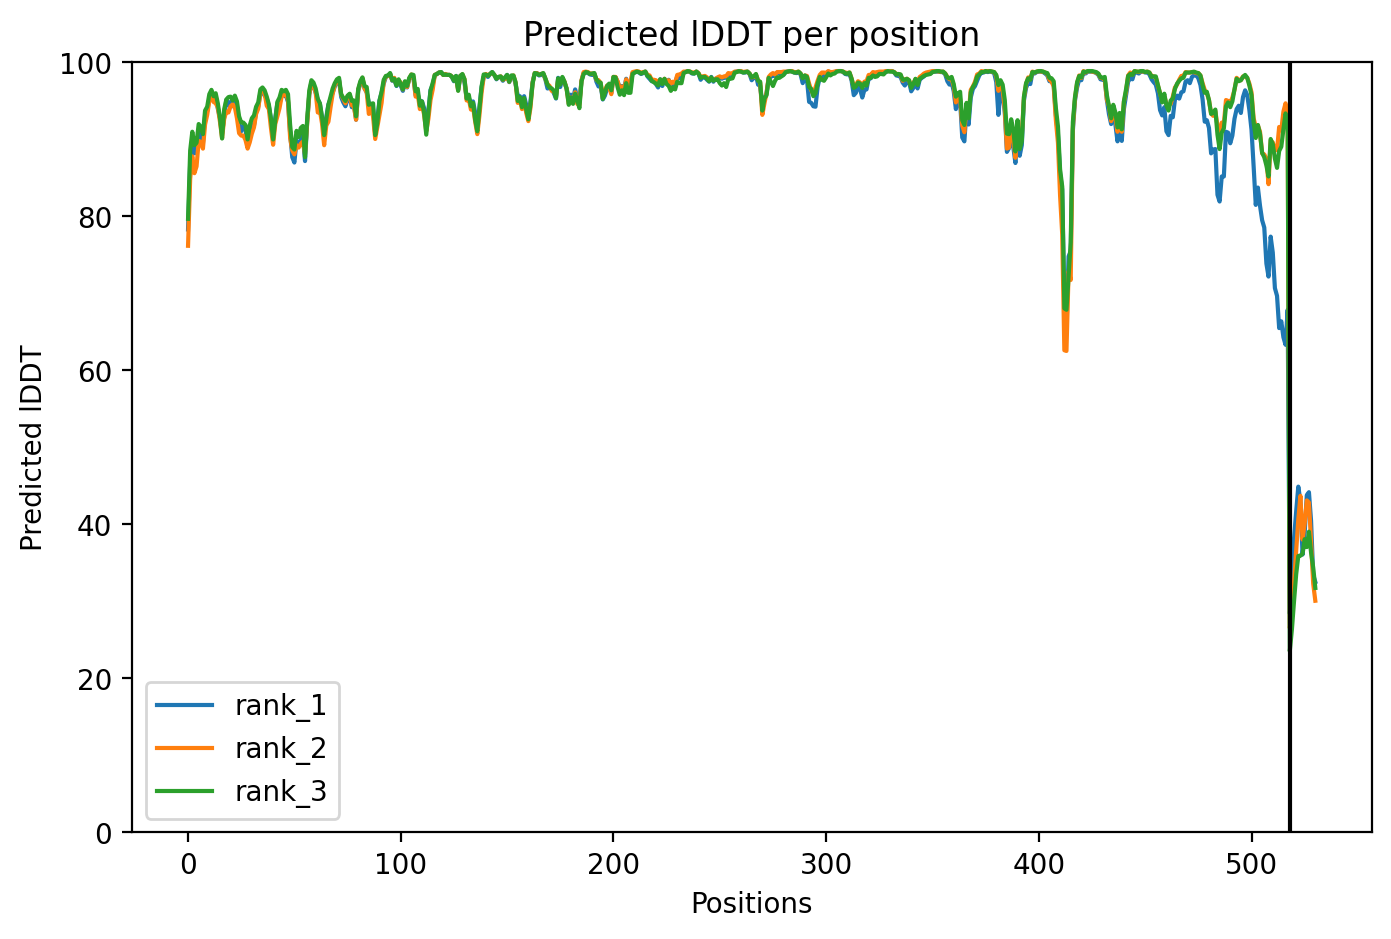 Predicted lDDT per position
100
80
60
40
20
0
Predicted lDDT
0 100 200 300 400 500
Positions
rank_1
rank_2
rank_3